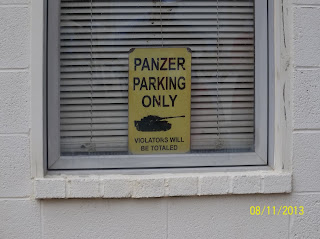 PANZER
PARKING
ONLY
VIOLATORS WILL
BE TOTALED
08/11/2013